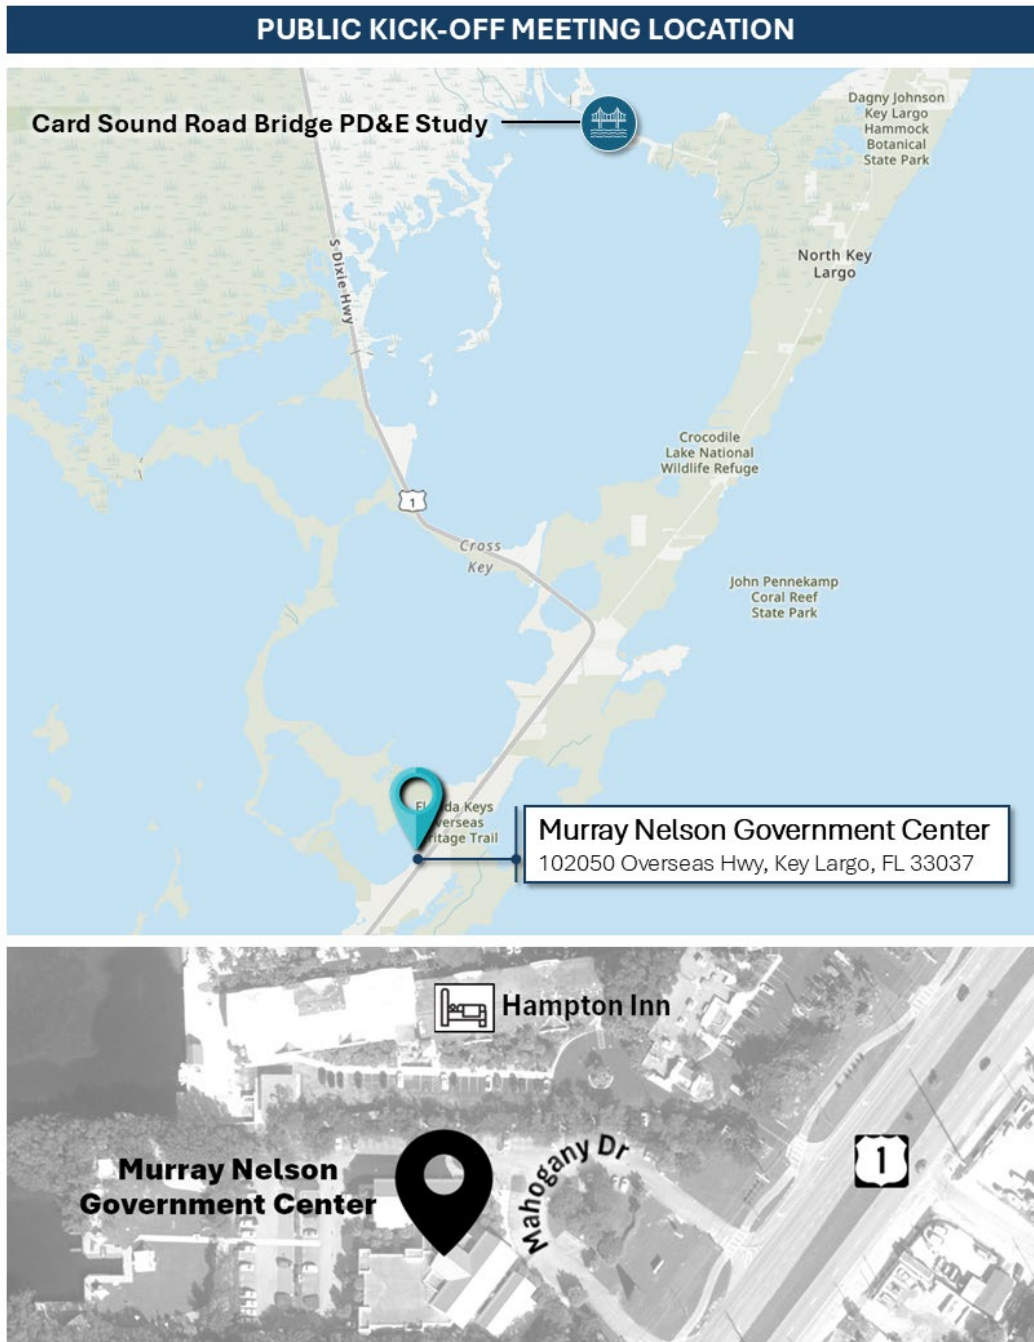 PUBLIC KICK-OFF MEETING LOCATION
Card Sound Road Bridge PD&E Study
Dagny Johnson
Key Largo
Hammock
Botanical
State Park
S Dixie Hwy
North Key
Largo
Crocodile
Lake National
Wildlife Refuge
1
Cross
Key
John Pennekamp
Coral Reef
State Park
Keys
Trail
Murray Nelson Government Center
102050 Overseas Hwy, Key Largo, FL 33037
Hampton Inn
Murray Nelson
Government Center
Mahogany Dr
1